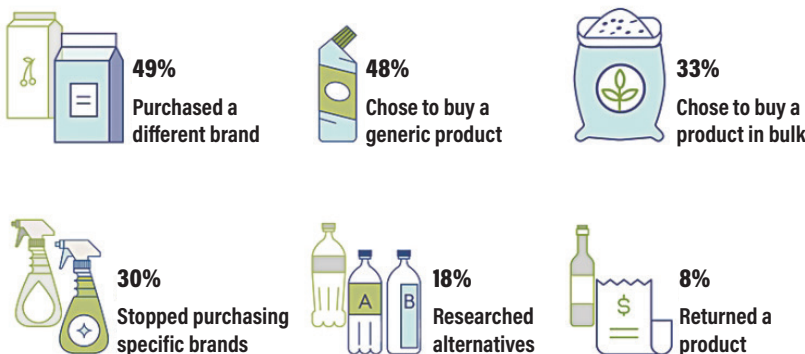 49%
Purchased a
different brand
48%
Chose to buy a
generic product
33%
Chose to buy a
product in bulk
30%
Stopped purchasing
specific brands
A
B
18%
Researched
alternatives
$
8%
Returned a
product